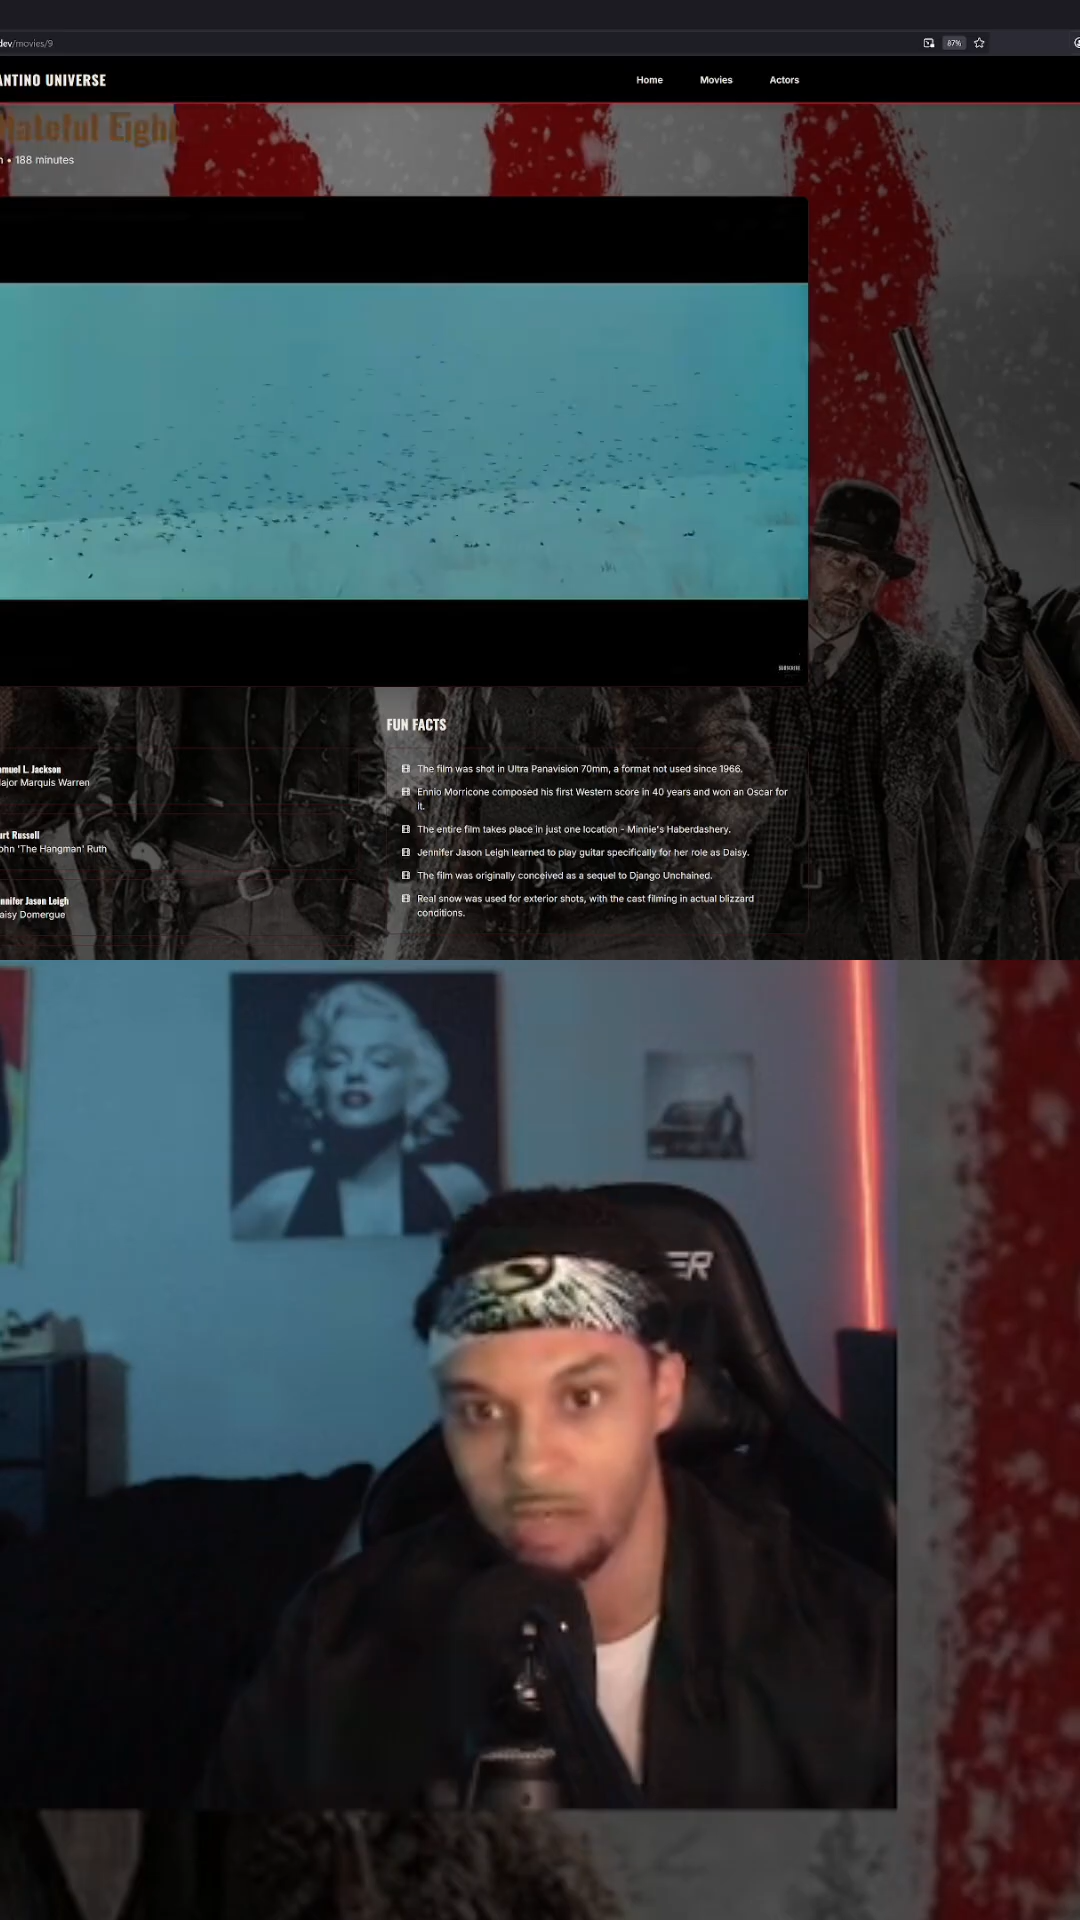 dev/movies/9
87%
ANTINO UNIVERSE
Home
Movies
Actors
Hateful Eight
n • 188 minutes
SUBSCRIBE
FUN FACTS
amuel L. Jackson
Major Marquis Warren
urt Russell
ohn 'The Hangman' Ruth
nnifer Jason Leigh
aisy Domergue
The film was shot in Ultra Panavision 70mm, a format not used since 1966.
Ennio Morricone composed his first Western score in 40 years and won an Oscar for
it.
The entire film takes place in just one location - Minnie's Haberdashery.
Jennifer Jason Leigh learned to play guitar specifically for her role as Daisy.
The film was originally conceived as a sequel to Django Unchained.
Real snow was used for exterior shots, with the cast filming in actual blizzard
conditions.
ER